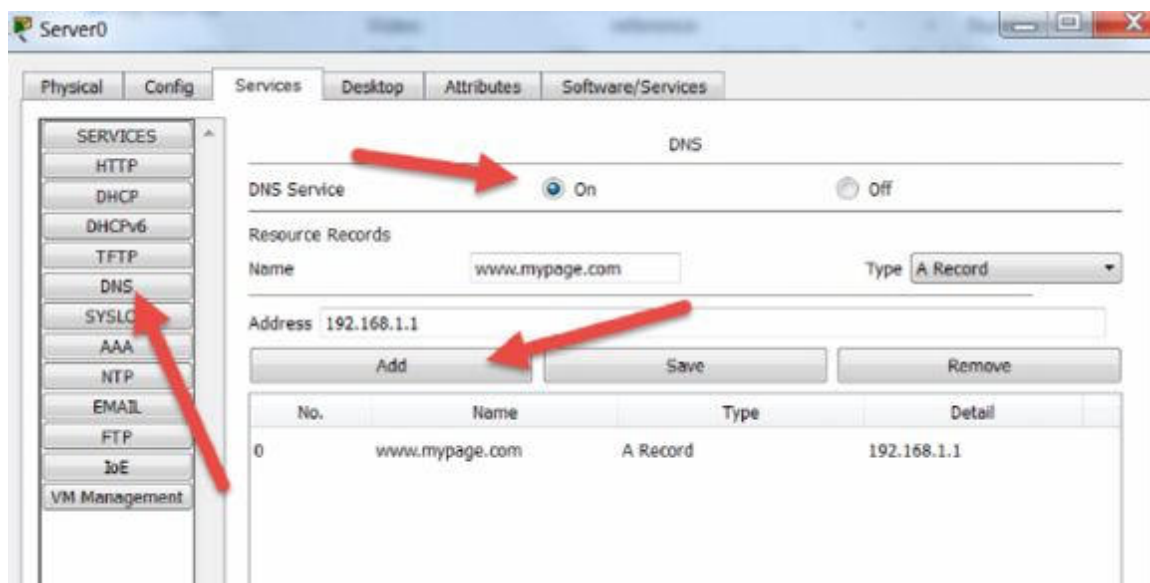 Server0
Physical Config Services Desktop Attributes Software/Services
SERVICES
HTTP
DHCP
DHCPv6
TFTP
DNS
AAA
NTP
EMAIL
FTP
IoE
VM Management
DNS
DNS Service On Off
Resource Records
Name www.mypage.com Type A Record
Address 192.168.1.1
Add Save Remove
No. Name Type Detail
0 www.mypage.com A Record 192.168.1.1